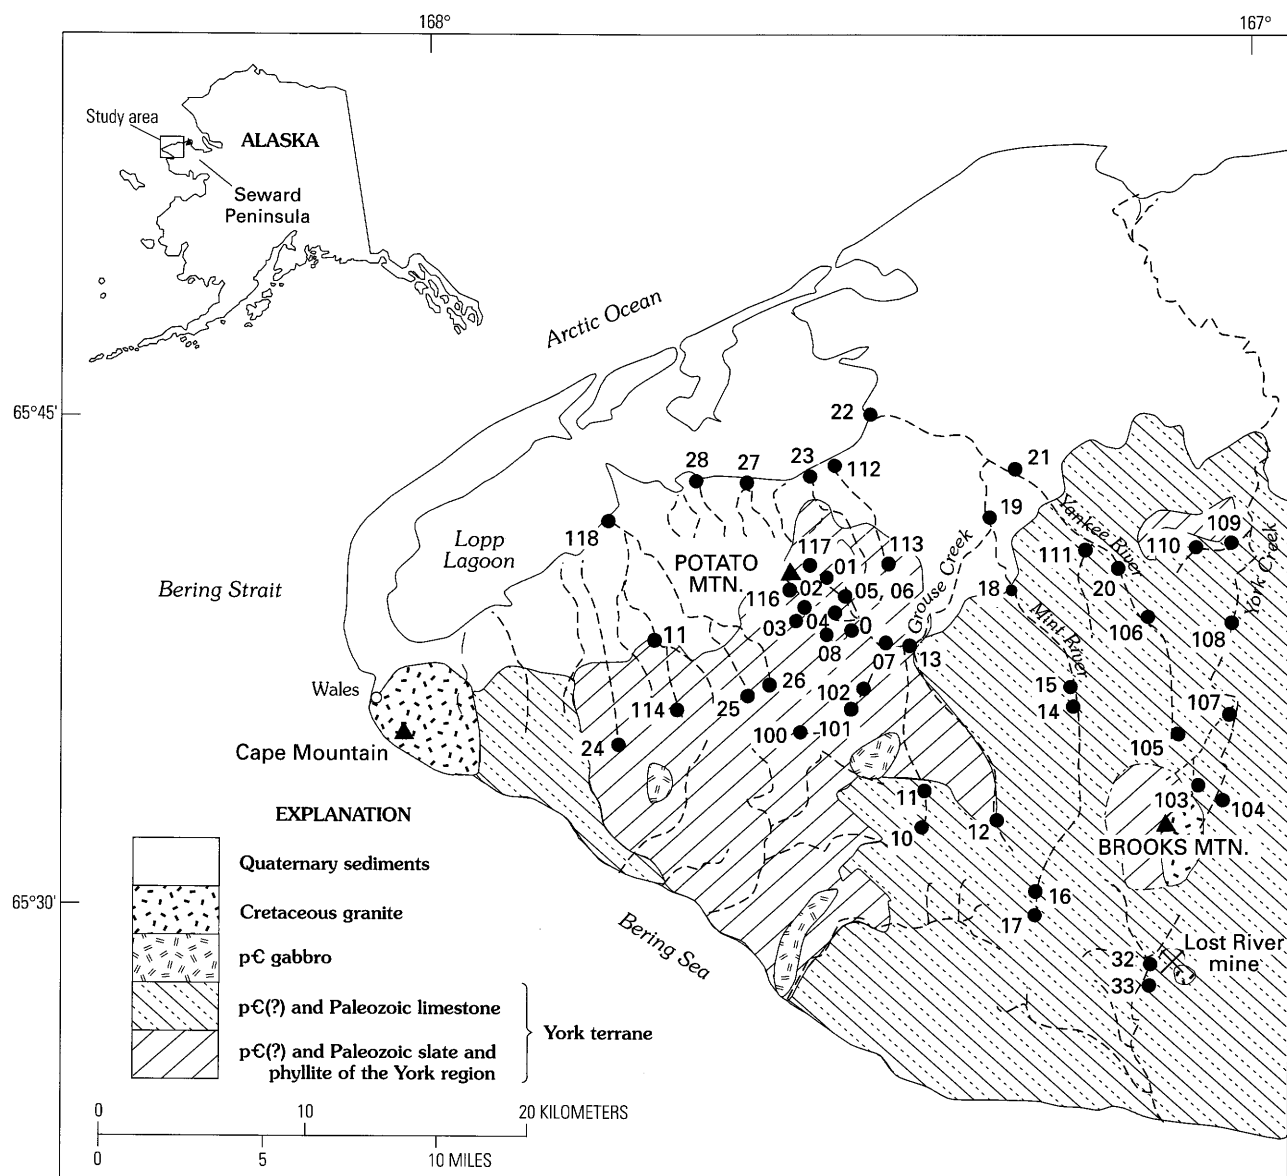 168°
167°
Study area
ALASKA
Seward
Peninsula
Arctic Ocean
65°45'
22
21
28
27
23
112
19
118
Lopp
Lagoon
POTATO
MTN.
117
01
113
Grouse Creek
Yankee River
111
110
109
York Creek
20
18
Bering Strait
116
02
05, 06
03
04
0
08
07
13
Mint River
106
108
11
26
102
15
14
107
Wales
114
25
101
100
105
24
Cape Mountain
11
10
12
103
104
BROOKS MTN.
EXPLANATION
Quaternary sediments
Cretaceous granite
p€ gabbro
p€(?) and Paleozoic limestone
p€(?) and Paleozoic slate and
phyllite of the York region
York terrane
65°30'
16
17
Bering Sea
32
33
Lost River
mine
0 10 20 KILOMETERS
0 5 10 MILES